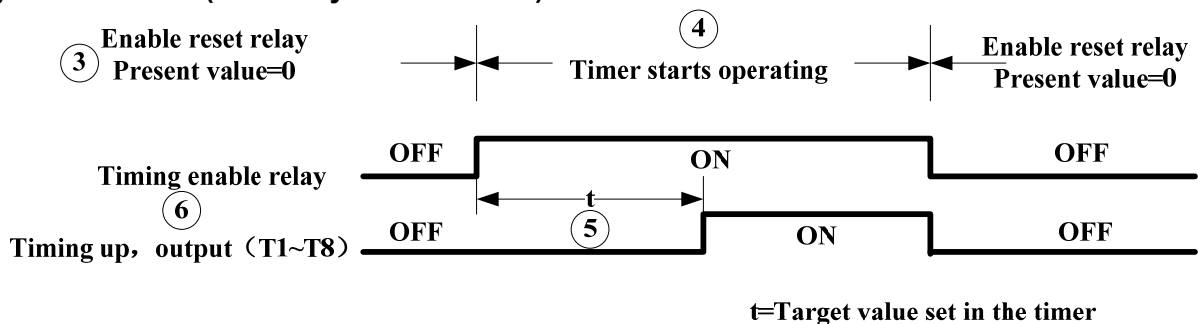 ④
Enable reset relay
③ Present value=0
Timer starts operating
Enable reset relay
Present value=0
OFF
ON
OFF
Timing enable relay
t
⑥
⑤
Timing up，output（T1~T8）
OFF
ON
OFF
t=Target value set in the timer